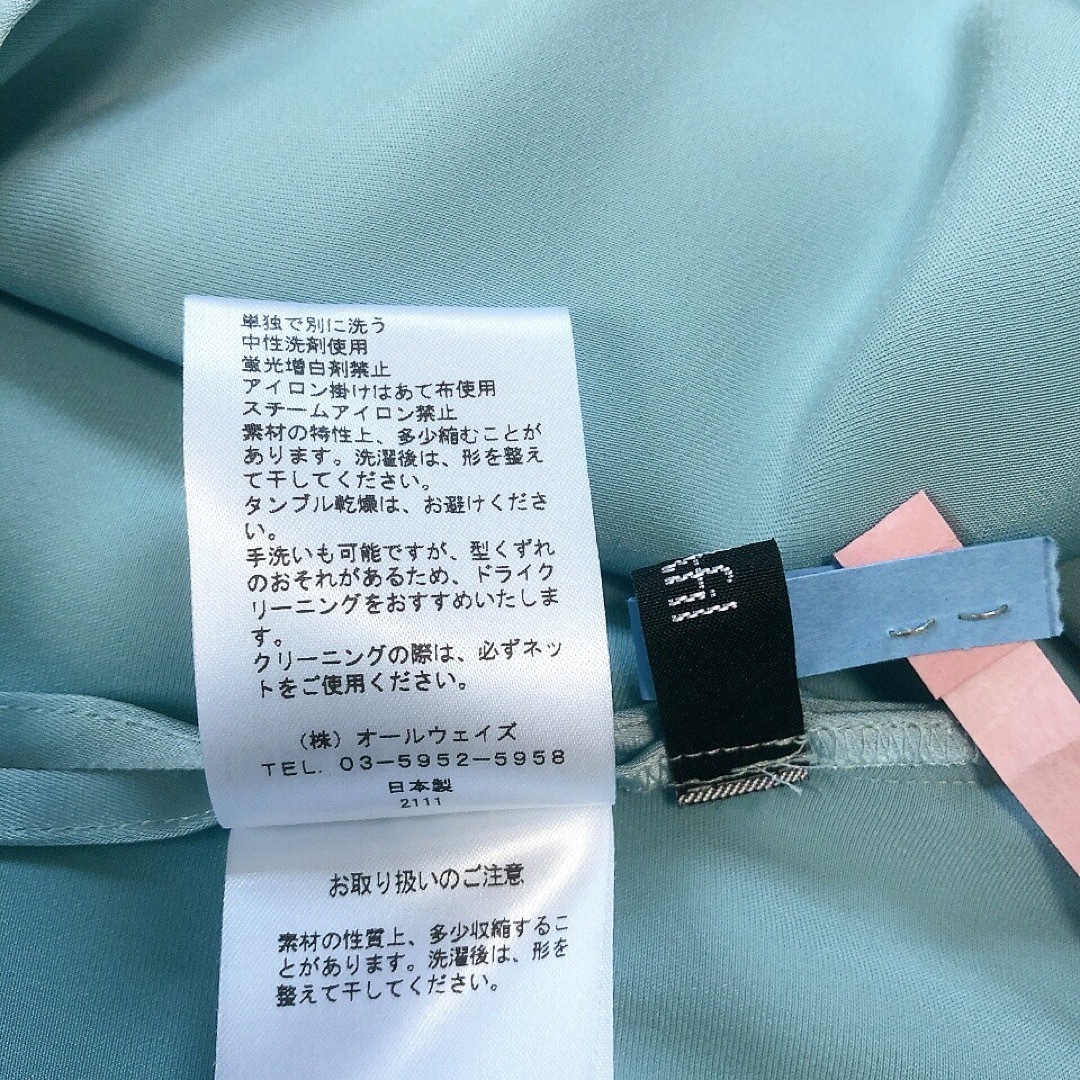 単独で別に洗う
中性洗剤使用
蛍光増白剤禁止
アイロン掛けはあて布使用
スチームアイロン禁止
素材の特性上、多少縮むことが
あります。洗濯後は、形を整え
て干してください。
タンブル乾燥は、お避けくださ
い。
手洗いも可能ですが、型くずれ
のおそれがあるため、ドライク
リーニングをおすすめいたしま
す。
クリーニングの際は、必ずネッ
トをご使用ください。
(株) オールウェイズ
TEL. 03-5952-5958
日本製
2111
お取り扱いのご注意
素材の性質上、多少収縮するこ
とがあります。洗濯後は、形を
整えて干してください。